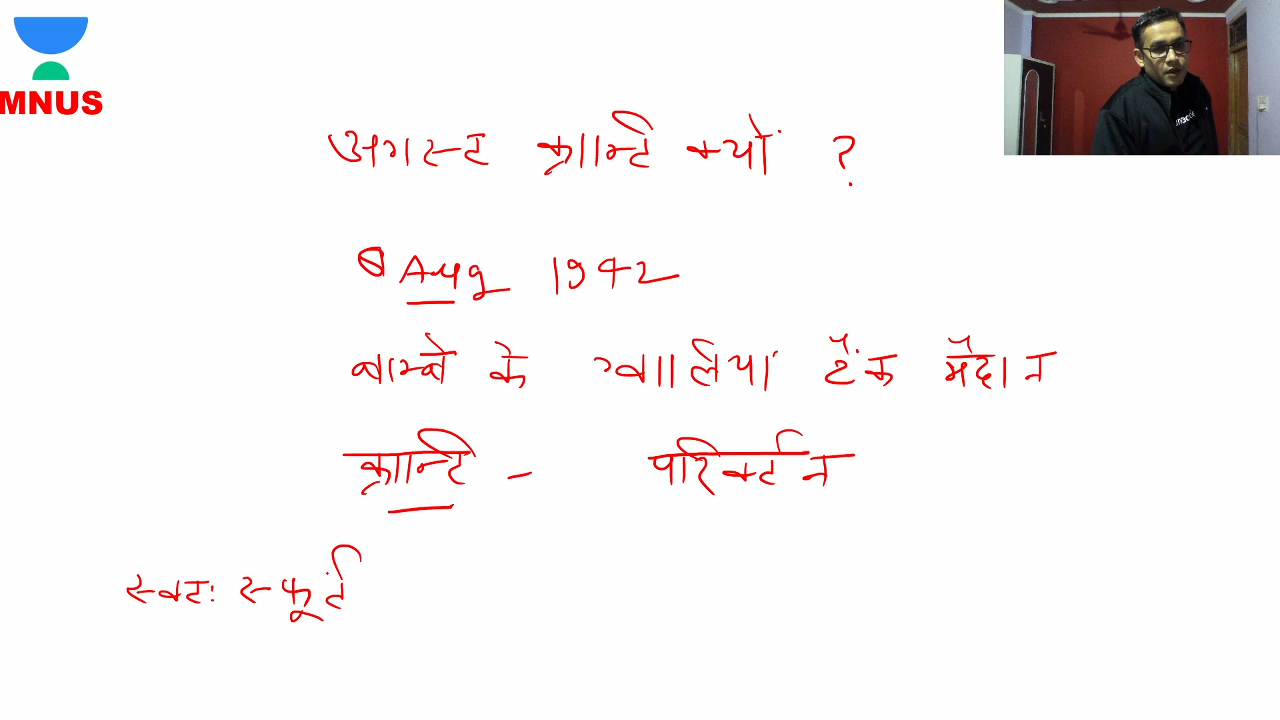 MNUS
अगस्त क्रान्ति क्यों ?
8 Aug 1942
बाम्बे के ग्वालियां टैंक मैदान
क्रान्ति - परिवर्तन
स्वतः स्फूर्त